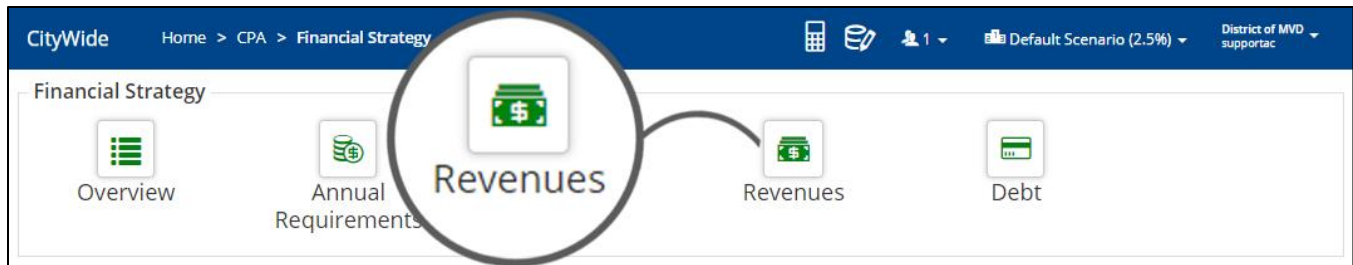 CityWide Home > CPA > Financial Strategy 1 Default Scenario (2.5%) District of MVD
supportac
Financial Strategy
Overview Annual Requirements Revenues Revenues Debt